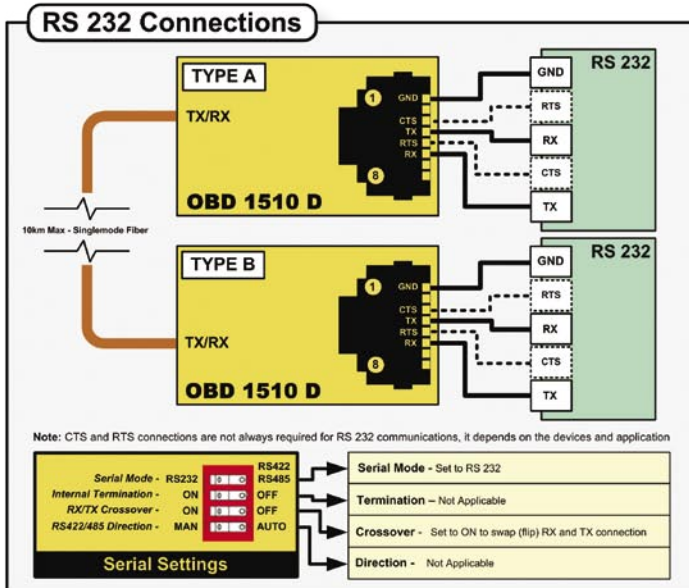 RS 232 Connections
TYPE A
TX/RX
1
GND
CTS
TX
RTS
RX
8
OBD 1510 D
RS 232
GND
RTS
RX
CTS
TX
10km Max - Singlemode Fiber
TYPE B
TX/RX
1
GND
CTS
TX
RTS
RX
8
OBD 1510 D
RS 232
GND
RTS
RX
CTS
TX
Note: CTS and RTS connections are not always required for RS 232 communications, it depends on the devices and application
RS422
Serial Mode - RS232 RS485
Internal Termination - ON OFF
RX/TX Crossover - ON OFF
RS422/485 Direction - MAN AUTO
Serial Settings
Serial Mode - Set to RS 232
Termination – Not Applicable
Crossover - Set to ON to swap (flip) RX and TX connection
Direction - Not Applicable